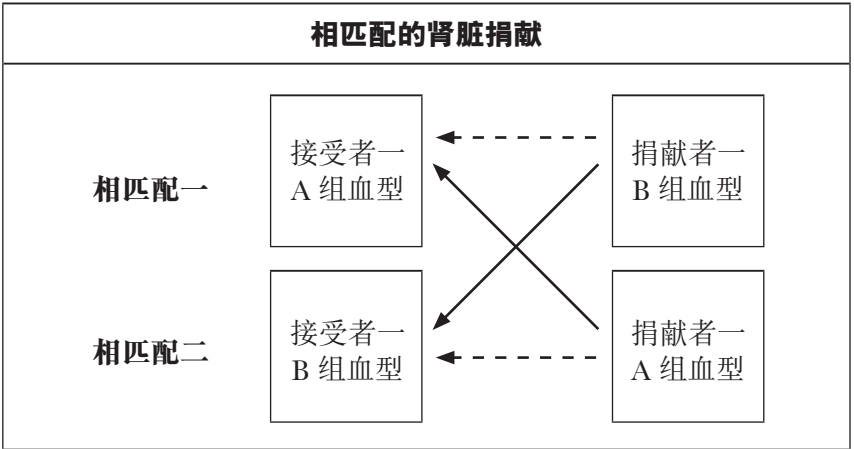 相匹配的肾脏捐献
接受者一
A 组血型
捐献者一
B 组血型
相匹配一
接受者一
B 组血型
捐献者一
A 组血型
相匹配二